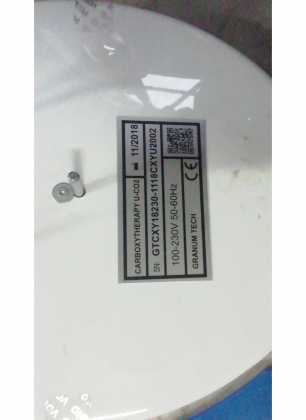 CARBOXYTHERAPY U-CO2
11/2018
SN: GTCXY18230-1118CXYU2002
100-230V 50-60Hz
GRANUM TECH
CE